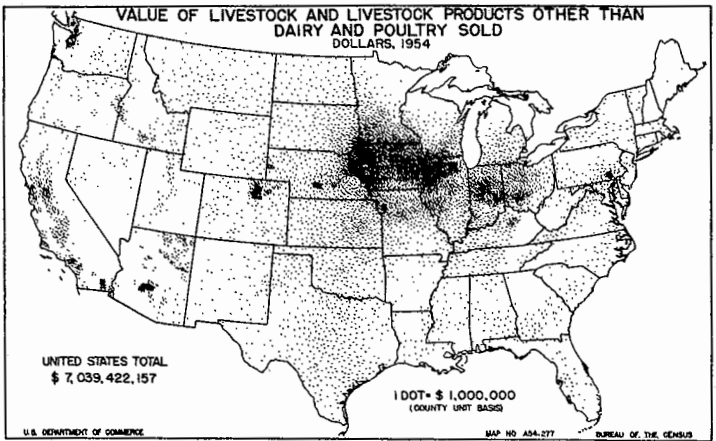 VALUE OF LIVESTOCK AND LIVESTOCK PRODUCTS OTHER THAN
DAIRY AND POULTRY SOLD
DOLLARS, 1954
UNITED STATES TOTAL
$ 7,039,422,157
1 DOT = $ 1,000,000
(COUNTY UNIT BASIS)
U.S. DEPARTMENT OF COMMERCE
MAP NO A54-277
BUREAU OF THE CENSUS